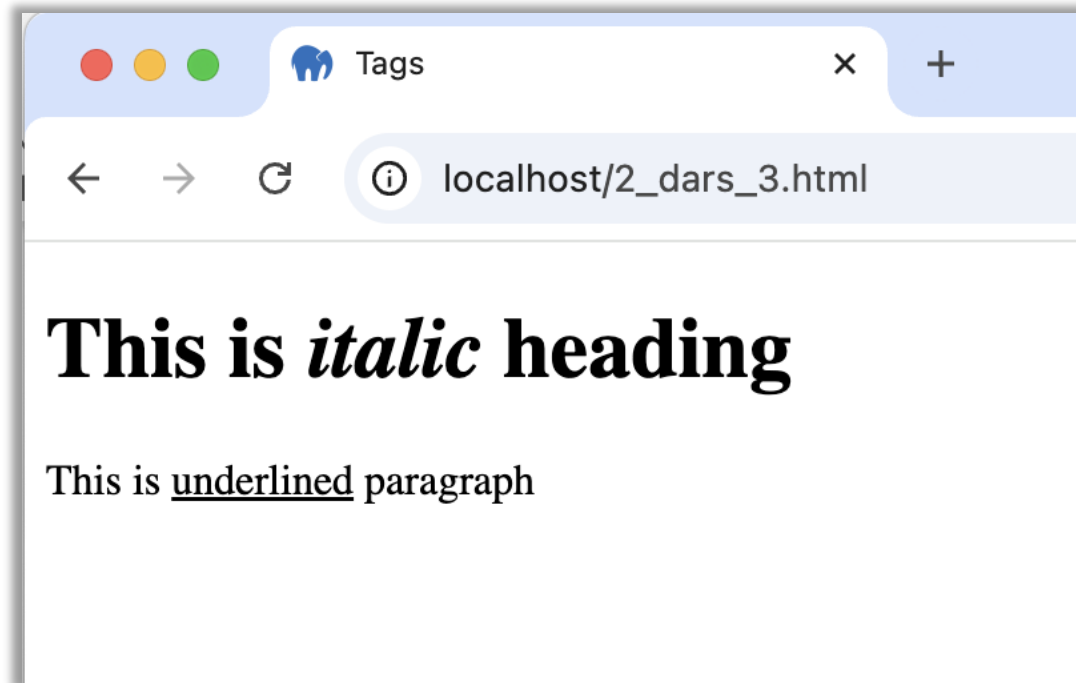 Tags
localhost/2_dars_3.html
This is italic heading
This is underlined paragraph